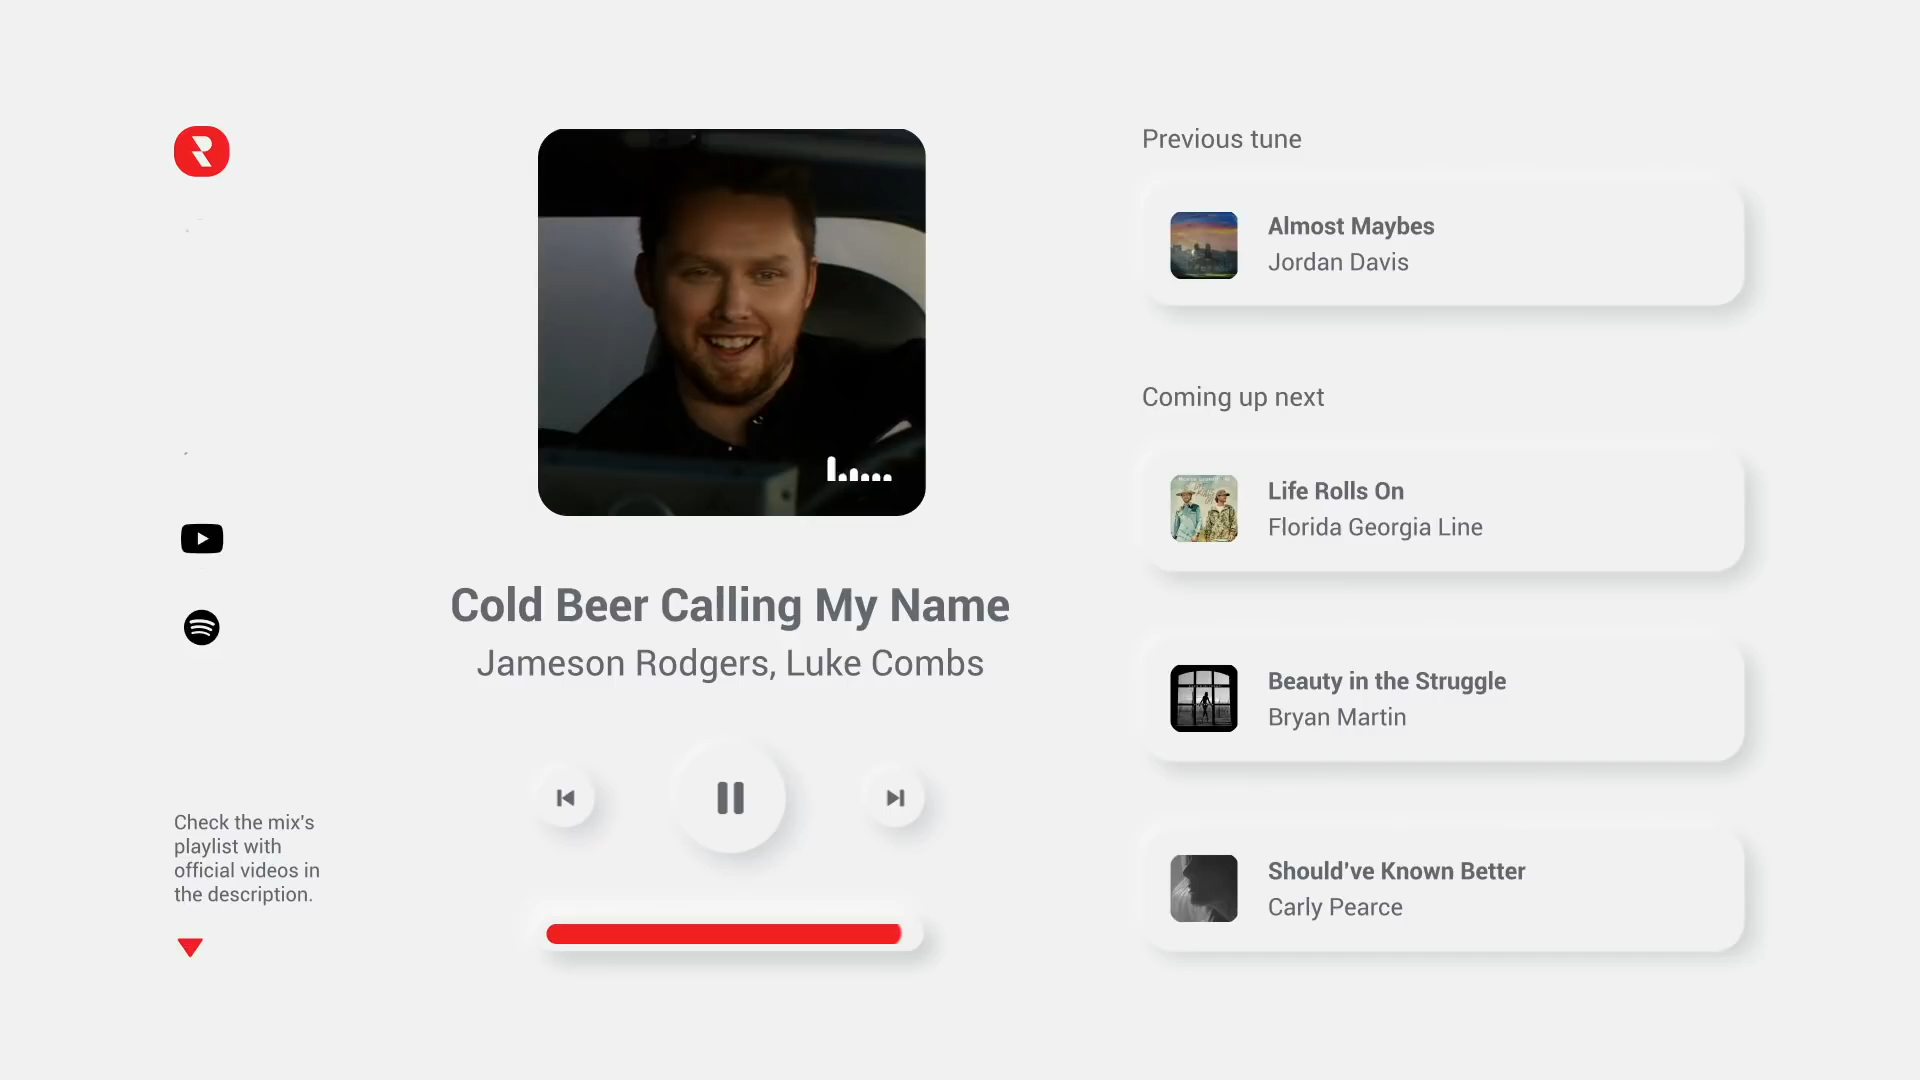 Check the mix's
playlist with
official videos in
the description.
Cold Beer Calling My Name
Jameson Rodgers, Luke Combs
Previous tune
Almost Maybes
Jordan Davis
Coming up next
Life Rolls On
Florida Georgia Line
Beauty in the Struggle
Bryan Martin
Should've Known Better
Carly Pearce